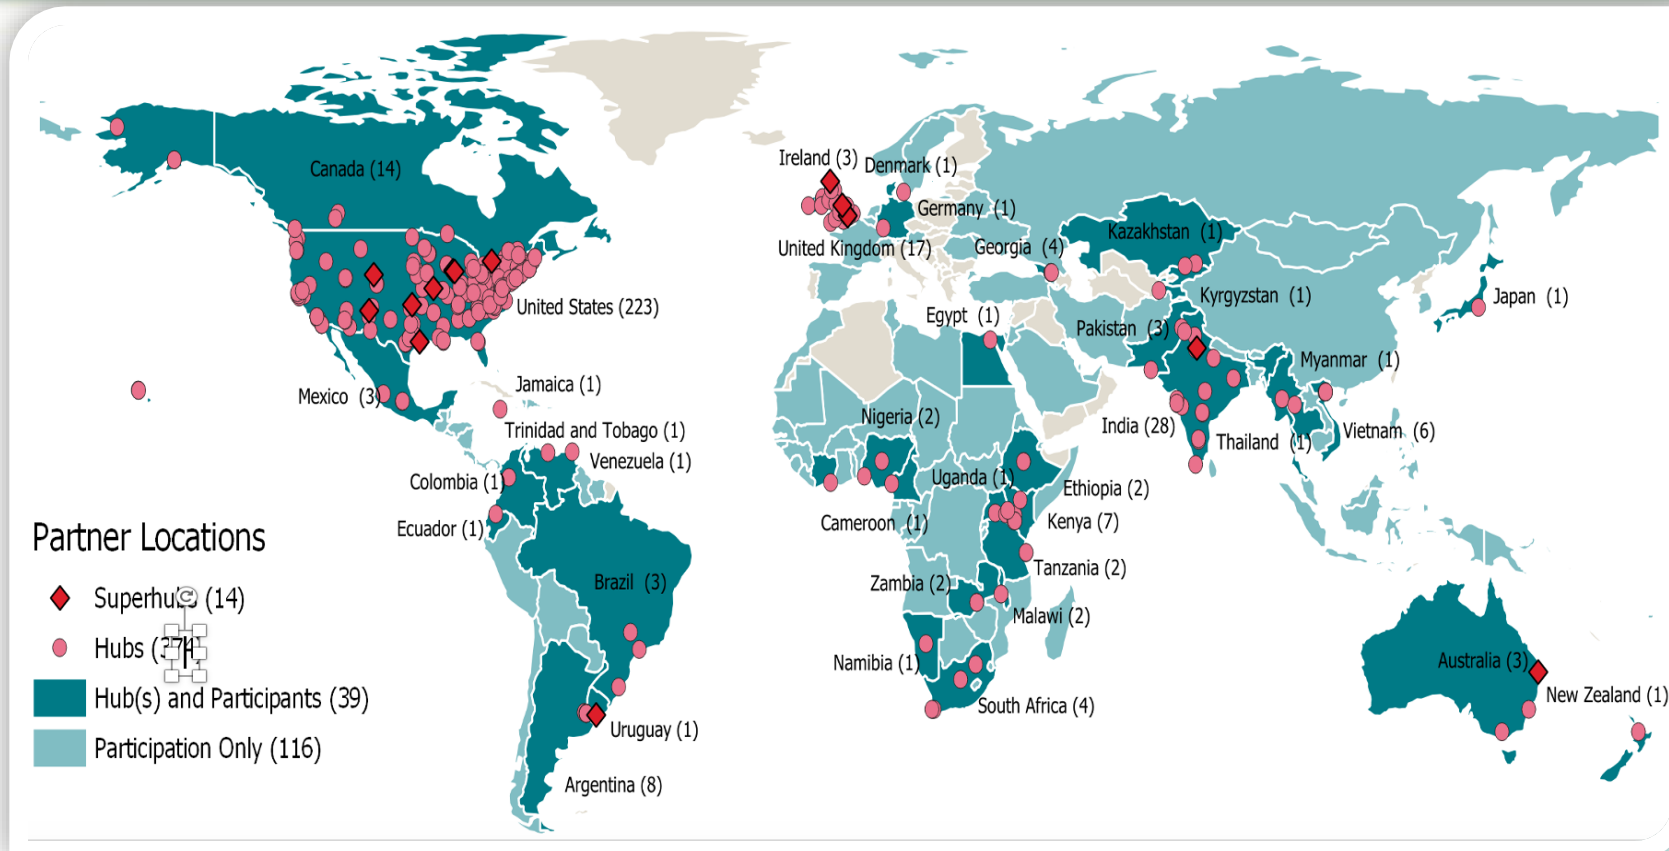 Canada (14)
Ireland (3)
Denmark (1)
Germany (1)
United Kingdom (17)
Georgia (4)
Kazakhstan (1)
Kyrgyzstan (1)
Japan (1)
United States (223)
Egypt (1)
Pakistan (3)
Myanmar (1)
Mexico (3)
Jamaica (1)
Nigeria (2)
India (28)
Thailand (1)
Vietnam (6)
Trinidad and Tobago (1)
Venezuela (1)
Colombia (1)
Uganda (1)
Ethiopia (2)
Ecuador (1)
Cameroon (1)
Kenya (7)
Brazil (3)
Zambia (2)
Tanzania (2)
Malawi (2)
Namibia (1)
South Africa (4)
Australia (3)
New Zealand (1)
Uruguay (1)
Argentina (8)
Partner Locations
Superhubs (14)
Hubs (374)
Hub(s) and Participants (39)
Participation Only (116)